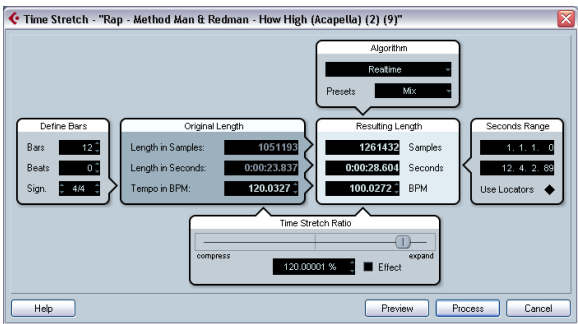 Time Stretch - "Rap - Method Man & Redman - How High (Acapella) (2) (9)"
Algorithm
Realtime
Presets Mix
Define Bars
Bars 12
Beats 0
Sign. 4/4
Original Length
Length in Samples: 1051193
Length in Seconds: 0:00:23.837
Tempo in BPM: 120.0327
Resulting Length
1261432 Samples
0:00:28.604 Seconds
100.0272 BPM
Seconds Range
1. 1. 1. 0
12. 4. 2. 89
Use Locators
Time Stretch Ratio
compress expand
120.00001 % Effect
Help Preview Process Cancel